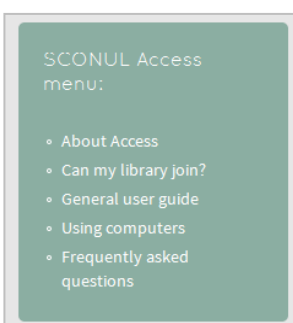 SCONUL Access
menu:
About Access
Can my library join?
General user guide
Using computers
Frequently asked
questions